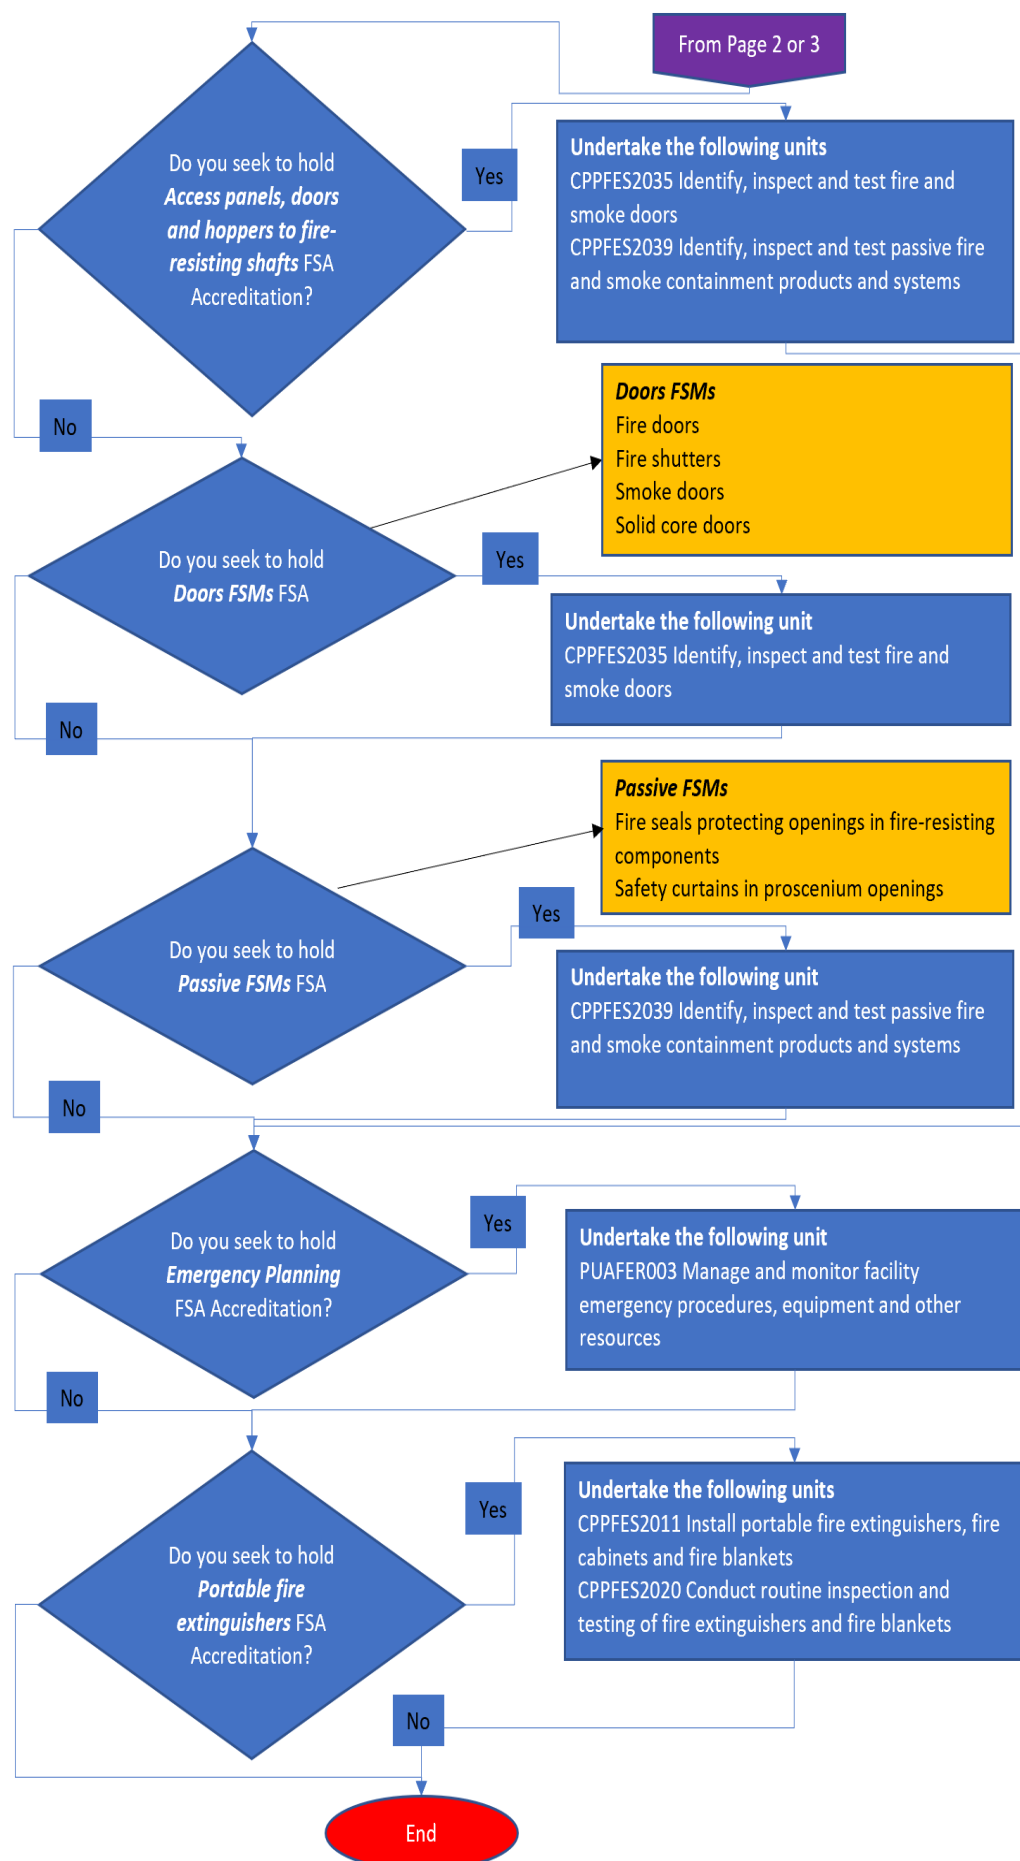 From Page 2 or 3
Do you seek to hold
Access panels, doors
and hoppers to fire-
resisting shafts FSA
Accreditation?
Yes
Undertake the following units
CPPFES2035 Identify, inspect and test fire and
smoke doors
CPPFES2039 Identify, inspect and test passive fire
and smoke containment products and systems
No
Doors FSMs
Fire doors
Fire shutters
Smoke doors
Solid core doors
Do you seek to hold
Doors FSMs FSA
Yes
Undertake the following unit
CPPFES2035 Identify, inspect and test fire and
smoke doors
No
Passive FSMs
Fire seals protecting openings in fire-resisting
components
Safety curtains in proscenium openings
Do you seek to hold
Passive FSMs FSA
Yes
Undertake the following unit
CPPFES2039 Identify, inspect and test passive fire
and smoke containment products and systems
No
Do you seek to hold
Emergency Planning
FSA Accreditation?
Yes
Undertake the following unit
PUAFER003 Manage and monitor facility
emergency procedures, equipment and other
resources
No
Do you seek to hold
Portable fire
extinguishers FSA
Accreditation?
Yes
Undertake the following units
CPPFES2011 Install portable fire extinguishers, fire
cabinets and fire blankets
CPPFES2020 Conduct routine inspection and
testing of fire extinguishers and fire blankets
No
End